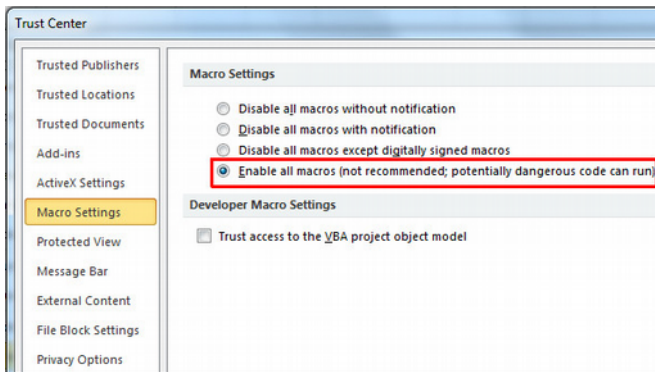 Trust Center
Trusted Publishers
Trusted Locations
Trusted Documents
Add-ins
ActiveX Settings
Macro Settings
Protected View
Message Bar
External Content
File Block Settings
Privacy Options
Macro Settings
Disable all macros without notification
Disable all macros with notification
Disable all macros except digitally signed macros
Enable all macros (not recommended; potentially dangerous code can run)
Developer Macro Settings
Trust access to the VBA project object model